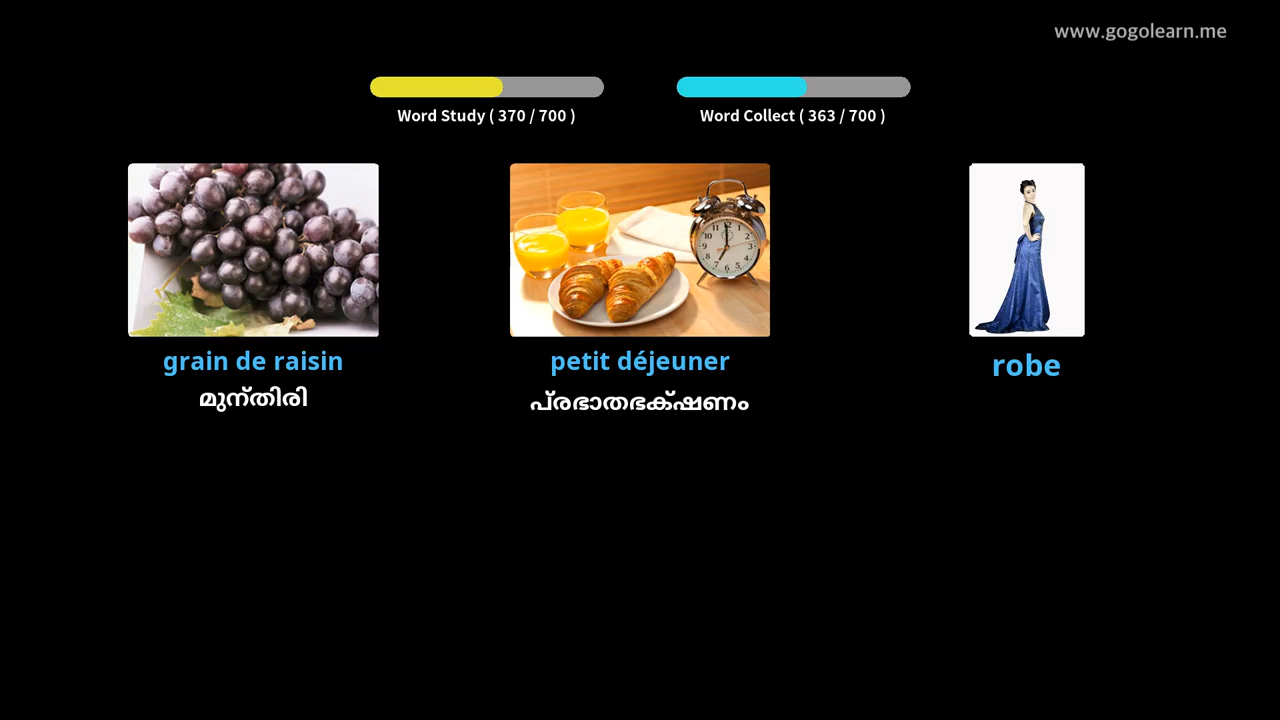 www.gogolearn.me
Word Study ( 370 / 700 )
Word Collect ( 363 / 700 )
grain de raisin
petit déjeuner
robe
മുന്തിരി
പ്രഭാതഭക്ഷണം